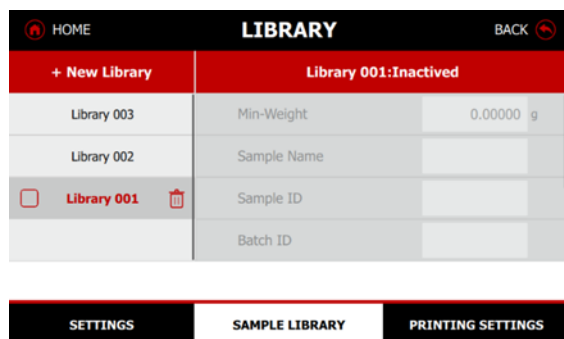 HOME LIBRARY BACK
+ New Library Library 001:Inactived
Library 003 Min-Weight 0.00000 g
Library 002 Sample Name
Library 001 Sample ID
Batch ID
SETTINGS SAMPLE LIBRARY PRINTING SETTINGS